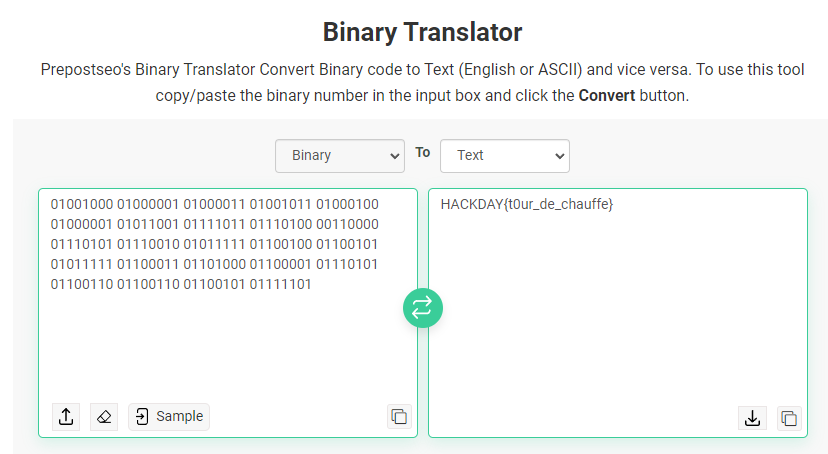 Binary Translator
Prepostseo's Binary Translator Convert Binary code to Text (English or ASCII) and vice versa. To use this tool
copy/paste the binary number in the input box and click the Convert button.
Binary To Text
01001000 01000001 01000011 01001011 01000100
01000001 01011001 01111011 01110100 00110000
01110101 01110010 01011111 01100100 01100101
01011111 01100011 01101000 01100001 01110101
01100110 01100110 01100101 01111101
HACKDAY{t0ur_de_chauffe}
Sample